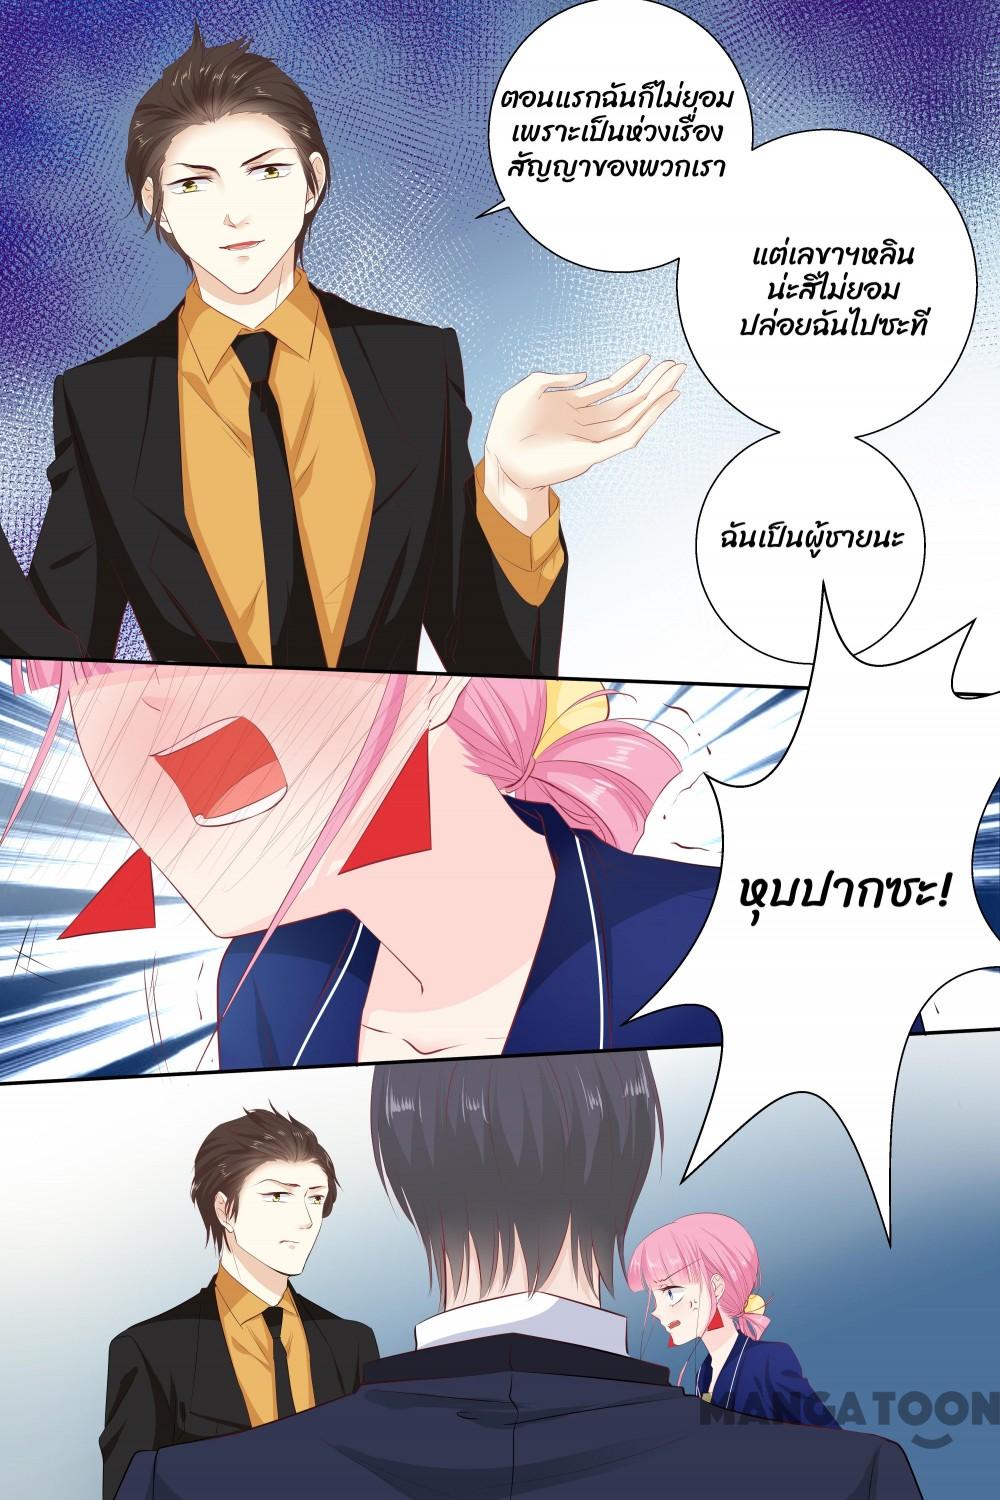 ตอนแรกฉันก็ไม่ยอม
เพราะเป็นห่วงเรื่อง
สัญญาของพวกเรา
แต่เลขาฯหลิน
น่ะสิไม่ยอม
ปล่อยฉันไปซะที
ฉันเป็นผู้ชายนะ
หุบปากซะ!
MANGATOON